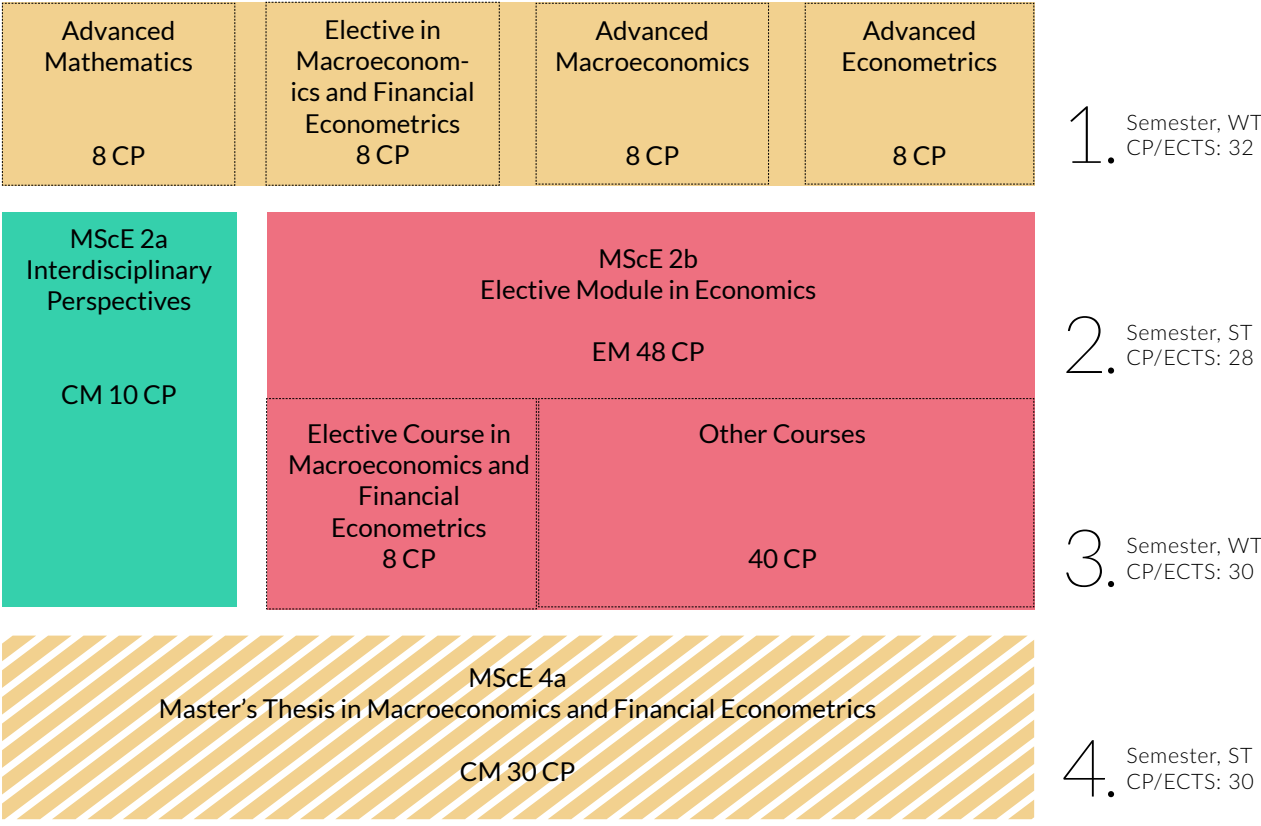 Advanced
Mathematics
8 CP
Elective in
Macroeconom-
ics and Financial
Econometrics
8 CP
Advanced
Macroeconomics
8 CP
Advanced
Econometrics
8 CP
1. Semester, WT
CP/ECTS: 32
MScE 2a
Interdisciplinary
Perspectives
CM 10 CP
MScE 2b
Elective Module in Economics
EM 48 CP
2. Semester, ST
CP/ECTS: 28
Elective Course in
Macroeconomics and
Financial
Econometrics
8 CP
Other Courses
40 CP
3. Semester, WT
CP/ECTS: 30
MScE 4a
Master’s Thesis in Macroeconomics and Financial Econometrics
CM 30 CP
4. Semester, ST
CP/ECTS: 30